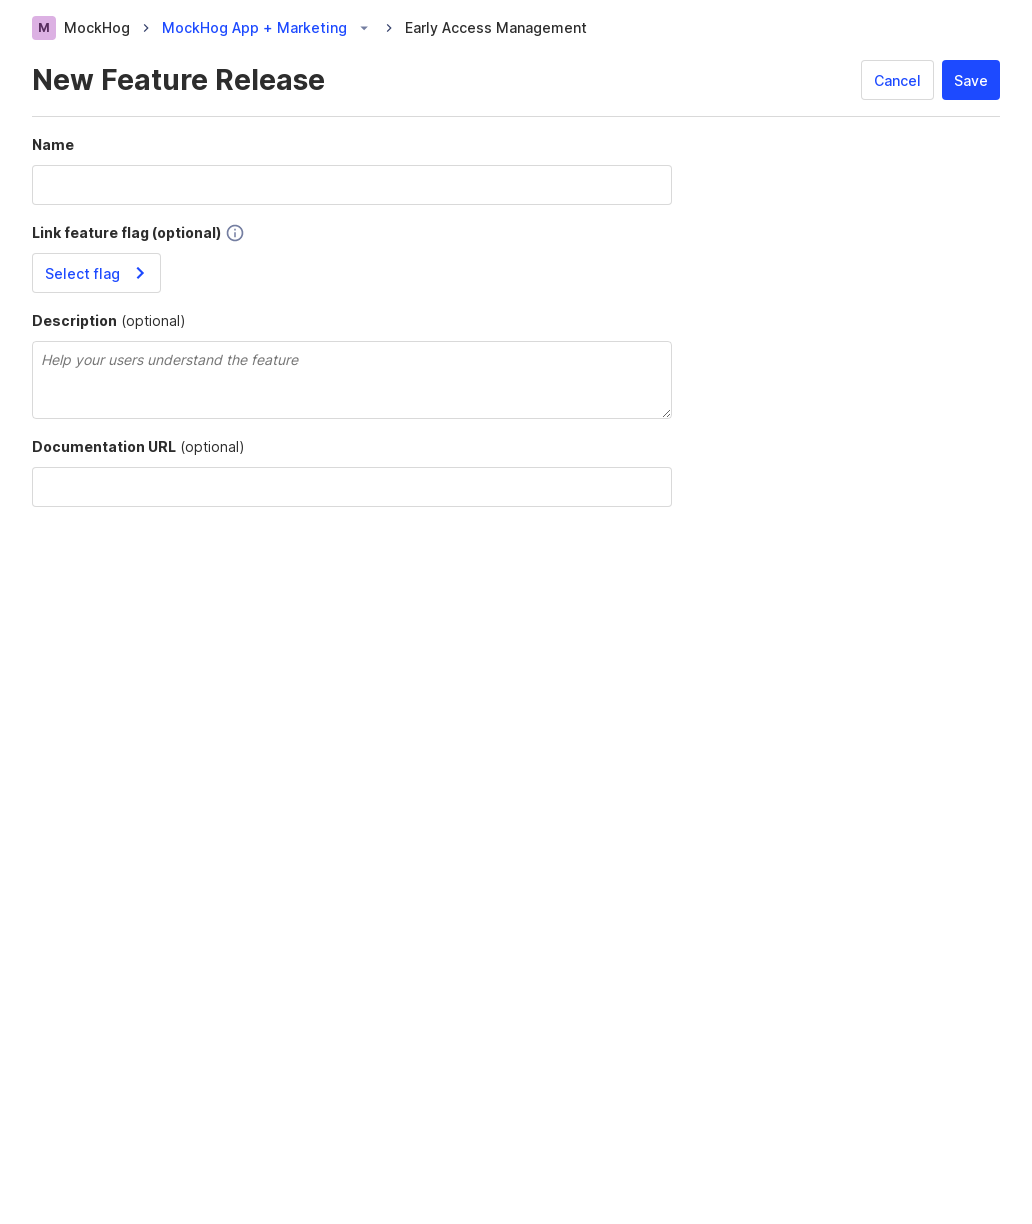 M MockHog MockHog App + Marketing Early Access Management
New Feature Release
Cancel Save
Name
Link feature flag (optional)
Select flag
Description (optional)
Help your users understand the feature
Documentation URL (optional)